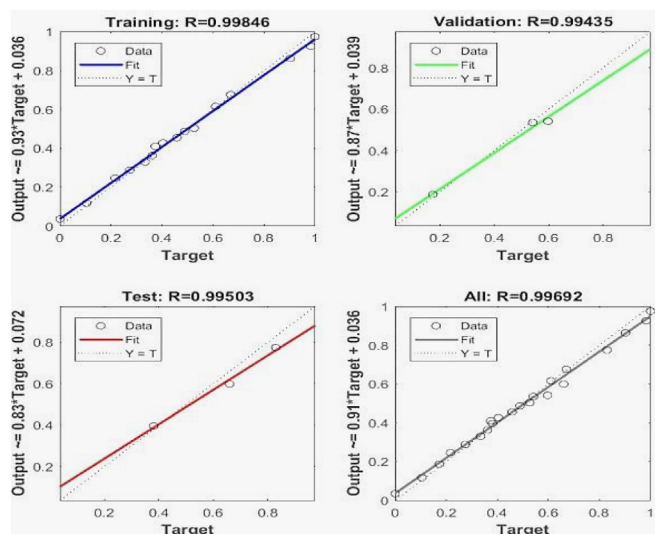 Training: R=0.99846
Output ~= 0.93*Target + 0.036
1
0.8
0.6
0.4
0.2
0
Data
Fit
Y = T
0 0.2 0.4 0.6 0.8 1
Target
Validation: R=0.99435
Output ~= 0.87*Target + 0.039
0.8
0.6
0.4
0.2
Data
Fit
Y = T
0.2 0.4 0.6 0.8
Target
Test: R=0.99503
Output ~= 0.83*Target + 0.072
0.8
0.6
0.4
0.2
Data
Fit
Y = T
0.2 0.4 0.6 0.8
Target
All: R=0.99692
Output ~= 0.91*Target + 0.036
1
0.8
0.6
0.4
0.2
0
Data
Fit
Y = T
0 0.2 0.4 0.6 0.8 1
Target